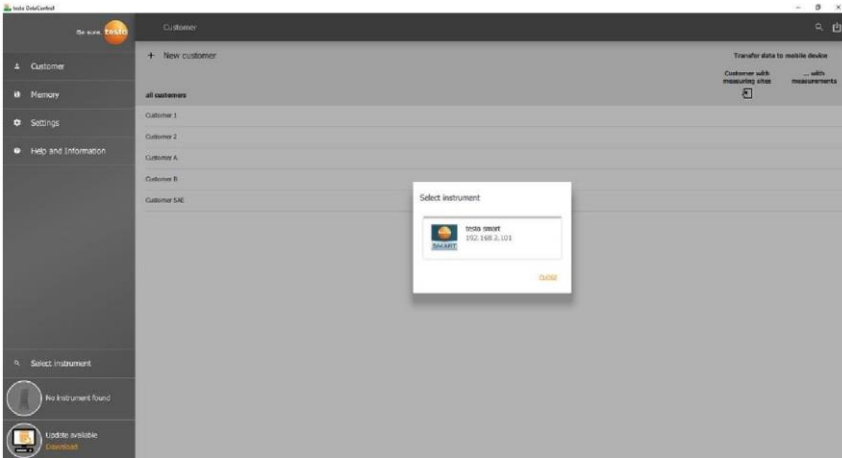 testo DataControl
Be sure. testo
Customer
+ New customer
Transfer data to mobile device
Customer with measuring sites
... with measurements
all customers
Customer 1
Customer 2
Customer A
Customer B
Customer SAE
Customer
Memory
Settings
Help and Information
Select instrument
testo smart
192.168.3.101
CLOSE
Select instrument
No instrument found
Update available
Download